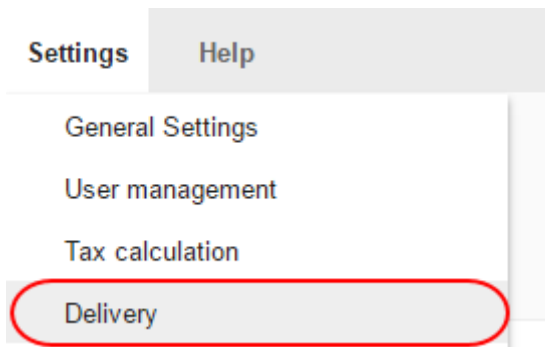 Settings Help
General Settings
User management
Tax calculation
Delivery